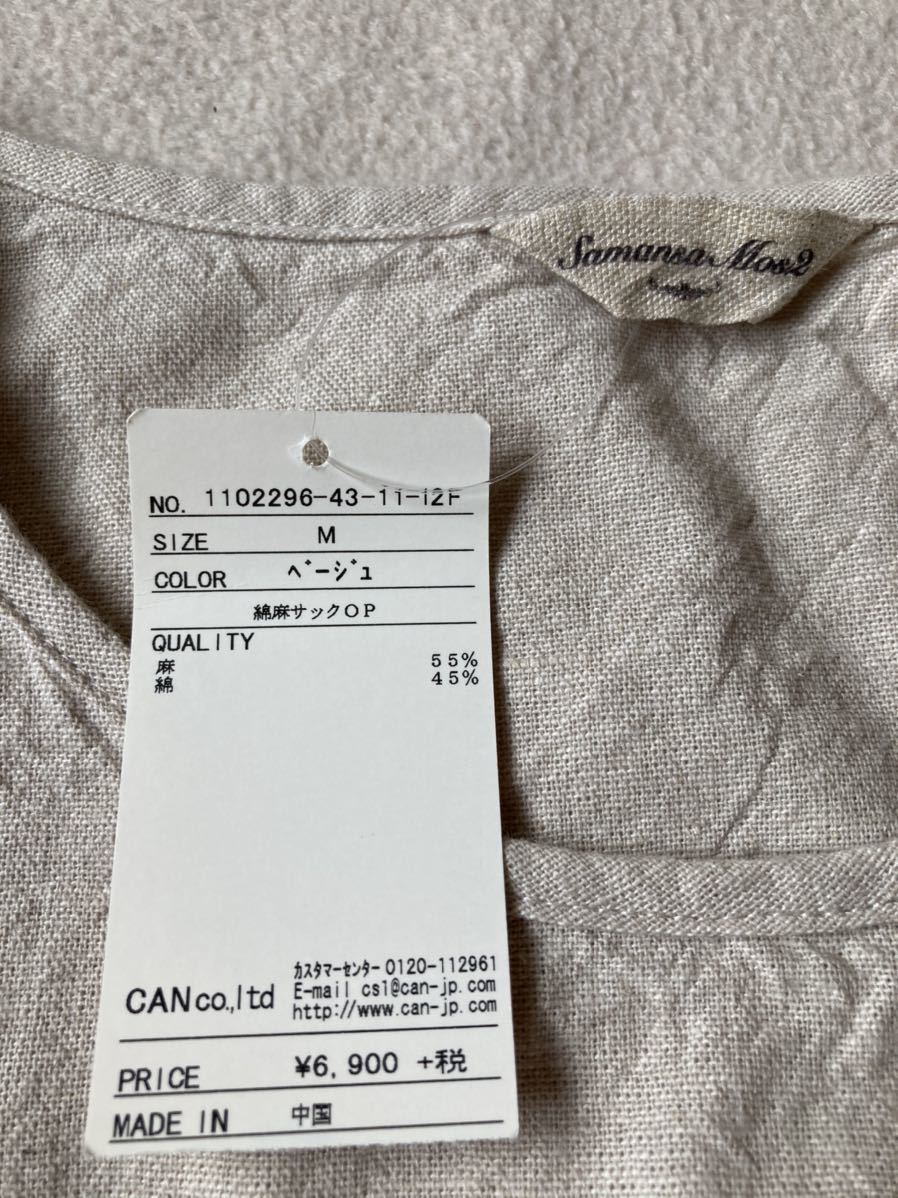 Samansa Mos2
NO. 1102296-43-11-12F
SIZE M
COLOR ﾍﾞｰｼﾞｭ
綿麻サックOP
QUALITY
麻 55%
綿 45%
CAN co.,ltd
ｶｽﾀﾏｰｾﾝﾀｰ 0120-112961
E-mail cs1@can-jp.com
http://www.can-jp.com
PRICE ¥6,900 +税
MADE IN 中国